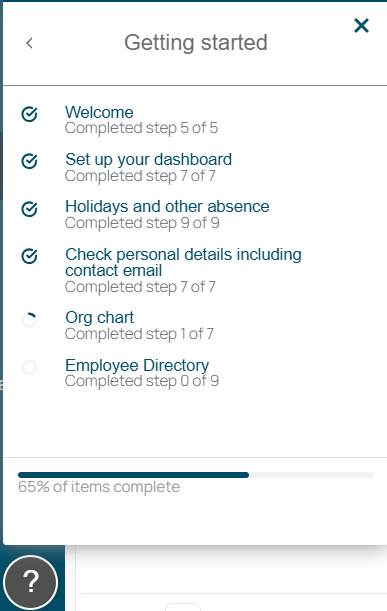 Getting started
Welcome
Completed step 5 of 5
Set up your dashboard
Completed step 7 of 7
Holidays and other absence
Completed step 9 of 9
Check personal details including
contact email
Completed step 7 of 7
Org chart
Completed step 1 of 7
Employee Directory
Completed step 0 of 9
65% of items complete
?